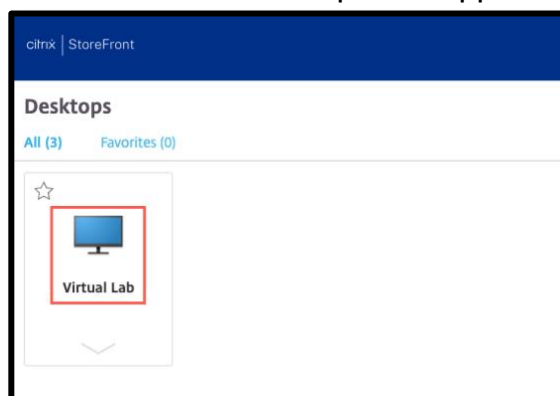 citrix | StoreFront
Desktops
All (3) Favorites (0)
Virtual Lab